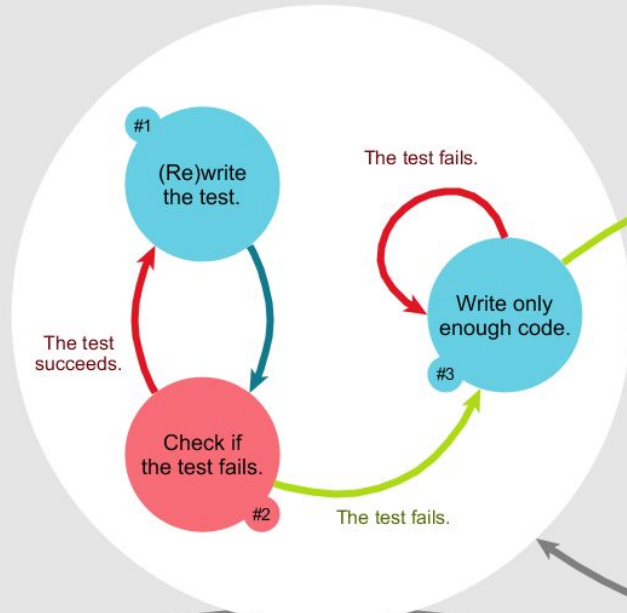 #1
(Re)write
the test.
The test fails.
Write only
enough code.
#3
The test
succeeds.
Check if
the test fails.
#2
The test fails.